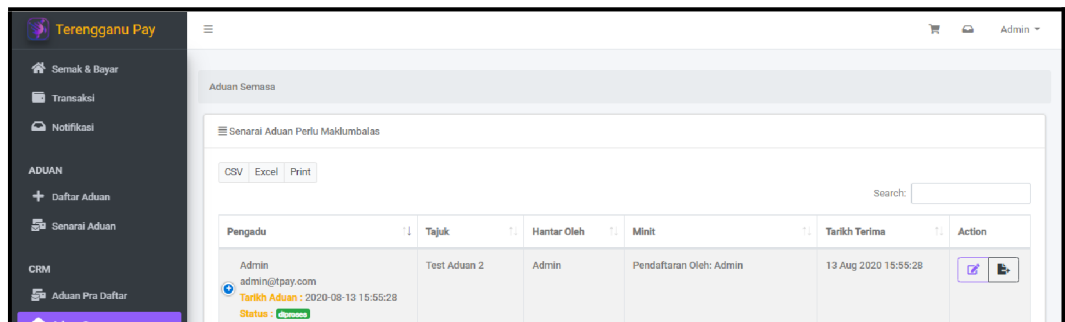 Terengganu Pay
Admin
Semak & Bayar
Transaksi
Notifikasi
ADUAN
Daftar Aduan
Senarai Aduan
CRM
Aduan Pra Daftar
Aduan Semasa
Senarai Aduan Perlu Maklumbalas
CSV Excel Print
Search:
Pengadu Tajuk Hantar Oleh Minit Tarikh Terima Action
Admin Test Aduan 2 Admin Pendaftaran Oleh: Admin 13 Aug 2020 15:55:28
admin@tpay.com
Tarikh Aduan : 2020-08-13 15:55:28
Status : diproses